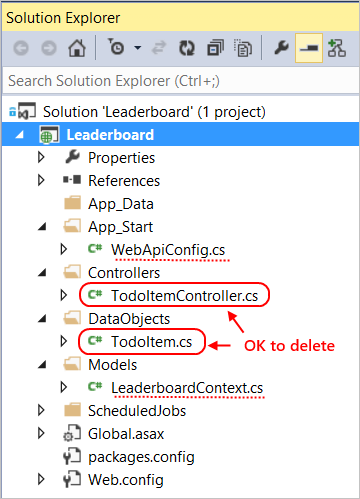 Solution Explorer
Search Solution Explorer (Ctrl+;)
Solution 'Leaderboard' (1 project)
Leaderboard
Properties
References
App_Data
App_Start
C# WebApiConfig.cs
Controllers
C# TodoItemController.cs
DataObjects
C# TodoItem.cs OK to delete
Models
C# LeaderboardContext.cs
ScheduledJobs
Global.asax
packages.config
Web.config